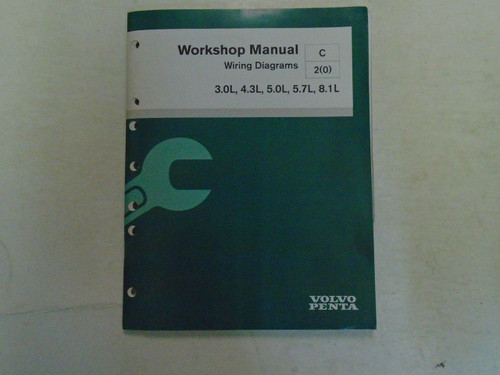 Workshop Manual
Wiring Diagrams
C
2(0)
3.0L, 4.3L, 5.0L, 5.7L, 8.1L
VOLVO
PENTA